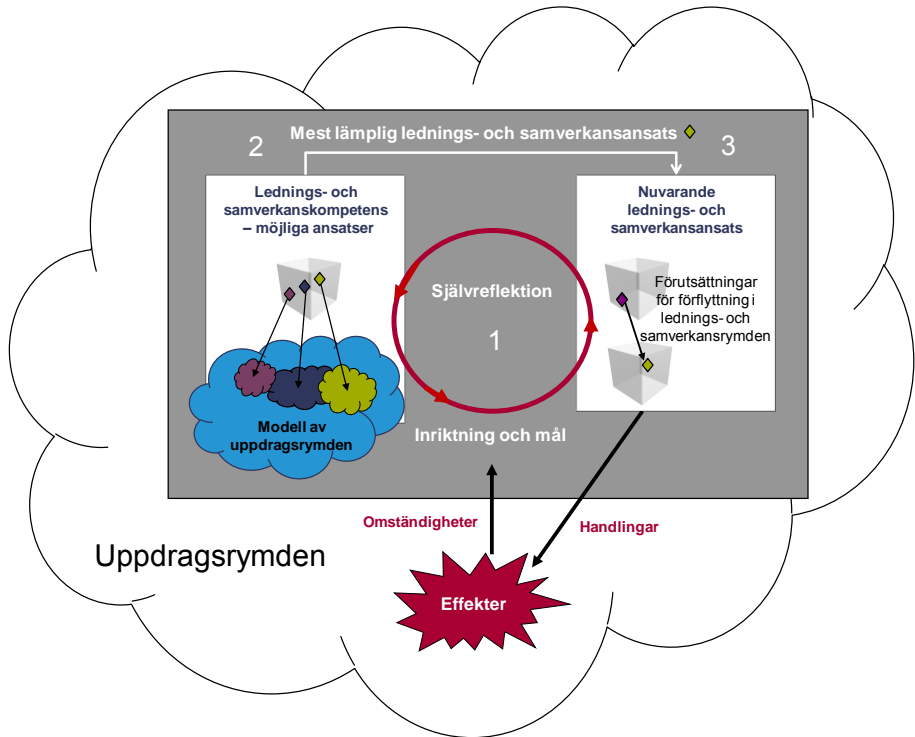 Mest lämplig lednings- och samverkansansats
2
3
Lednings- och
samverkanskompetens
– möjliga ansatser
Nuvarande
lednings- och
samverkansansats
Självreflektion
1
Inriktning och mål
Förutsättningar
för förflyttning i
lednings- och
samverkansrymden
Modell av
uppdragsrymden
Omständigheter
Handlingar
Uppdragsrymden
Effekter